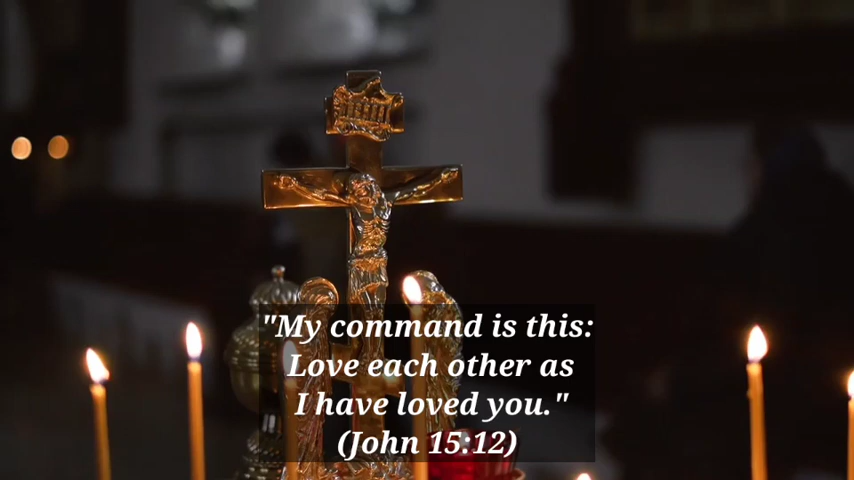 "My command is this:
Love each other as
I have loved you."
(John 15:12)